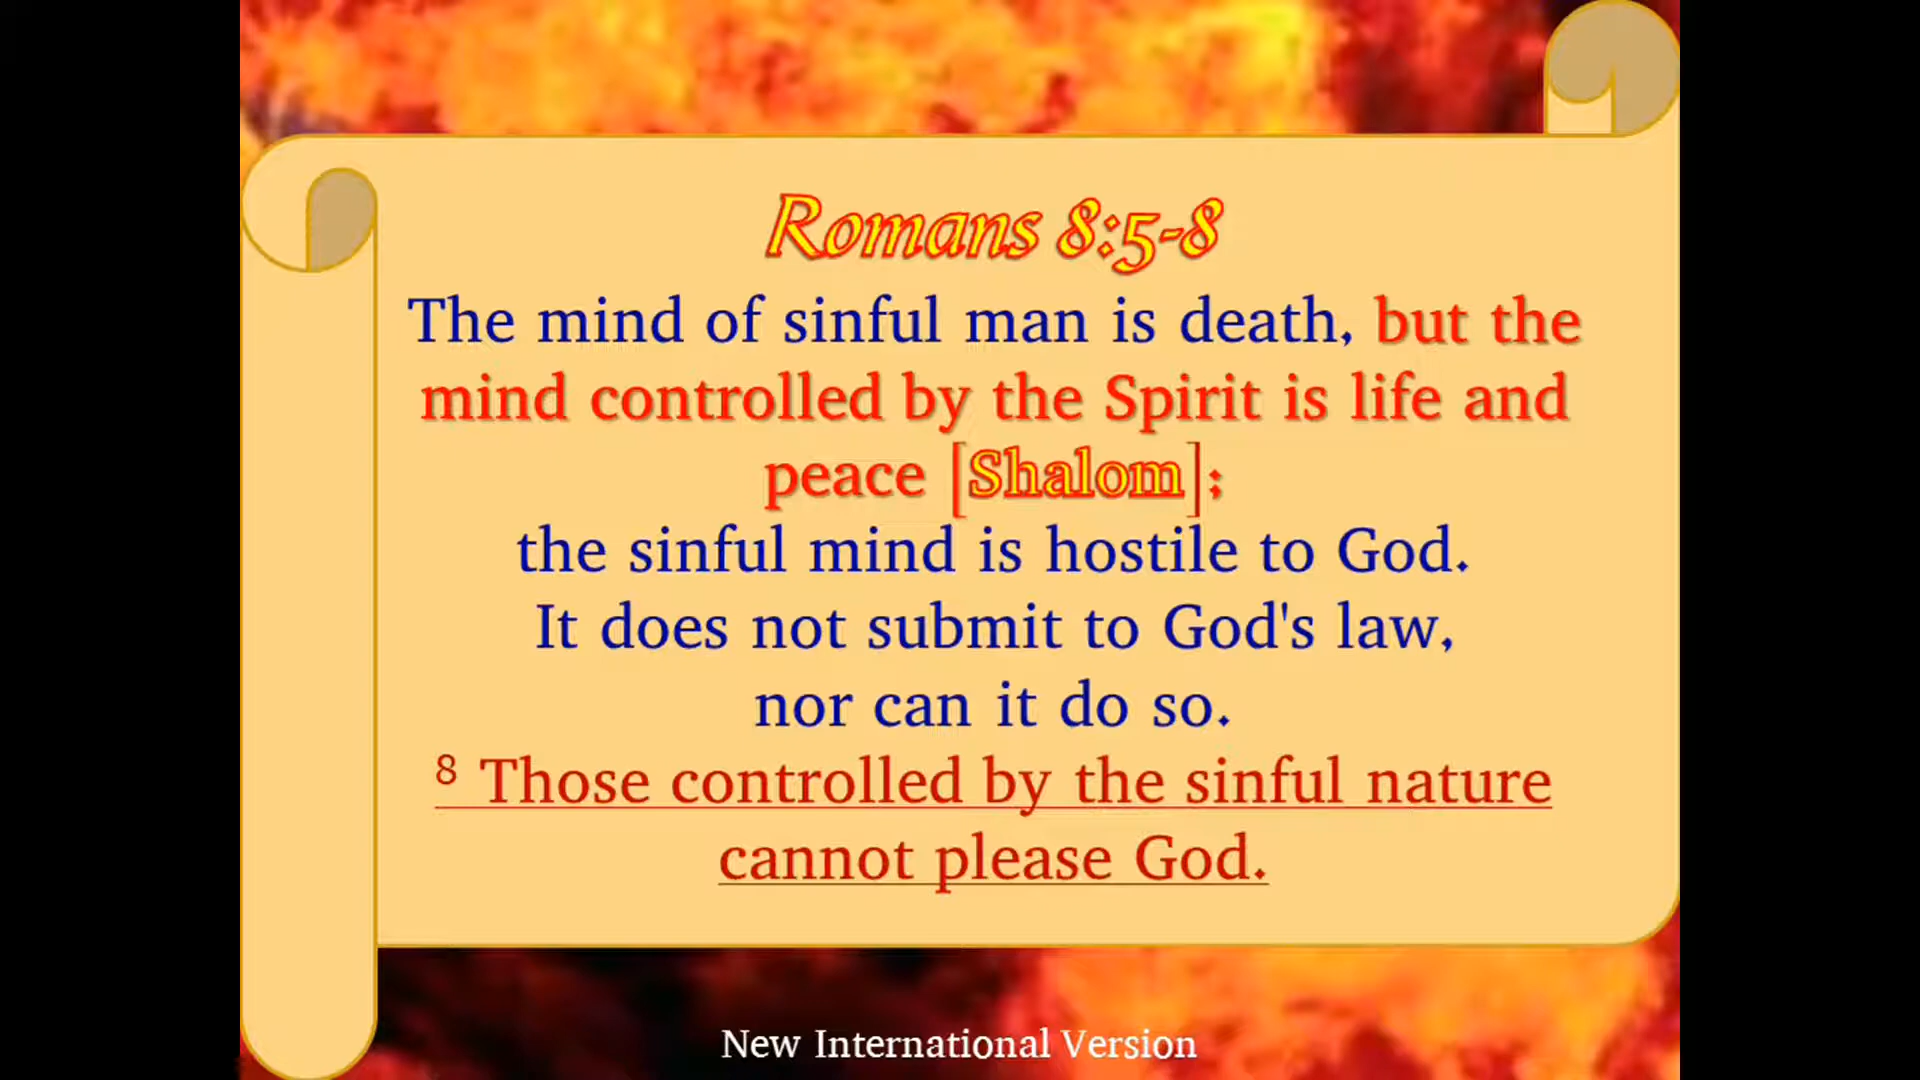 Romans 8:5-8
The mind of sinful man is death, but the
mind controlled by the Spirit is life and
peace [Shalom];
the sinful mind is hostile to God.
It does not submit to God's law,
nor can it do so.
8 Those controlled by the sinful nature
cannot please God.
New International Version